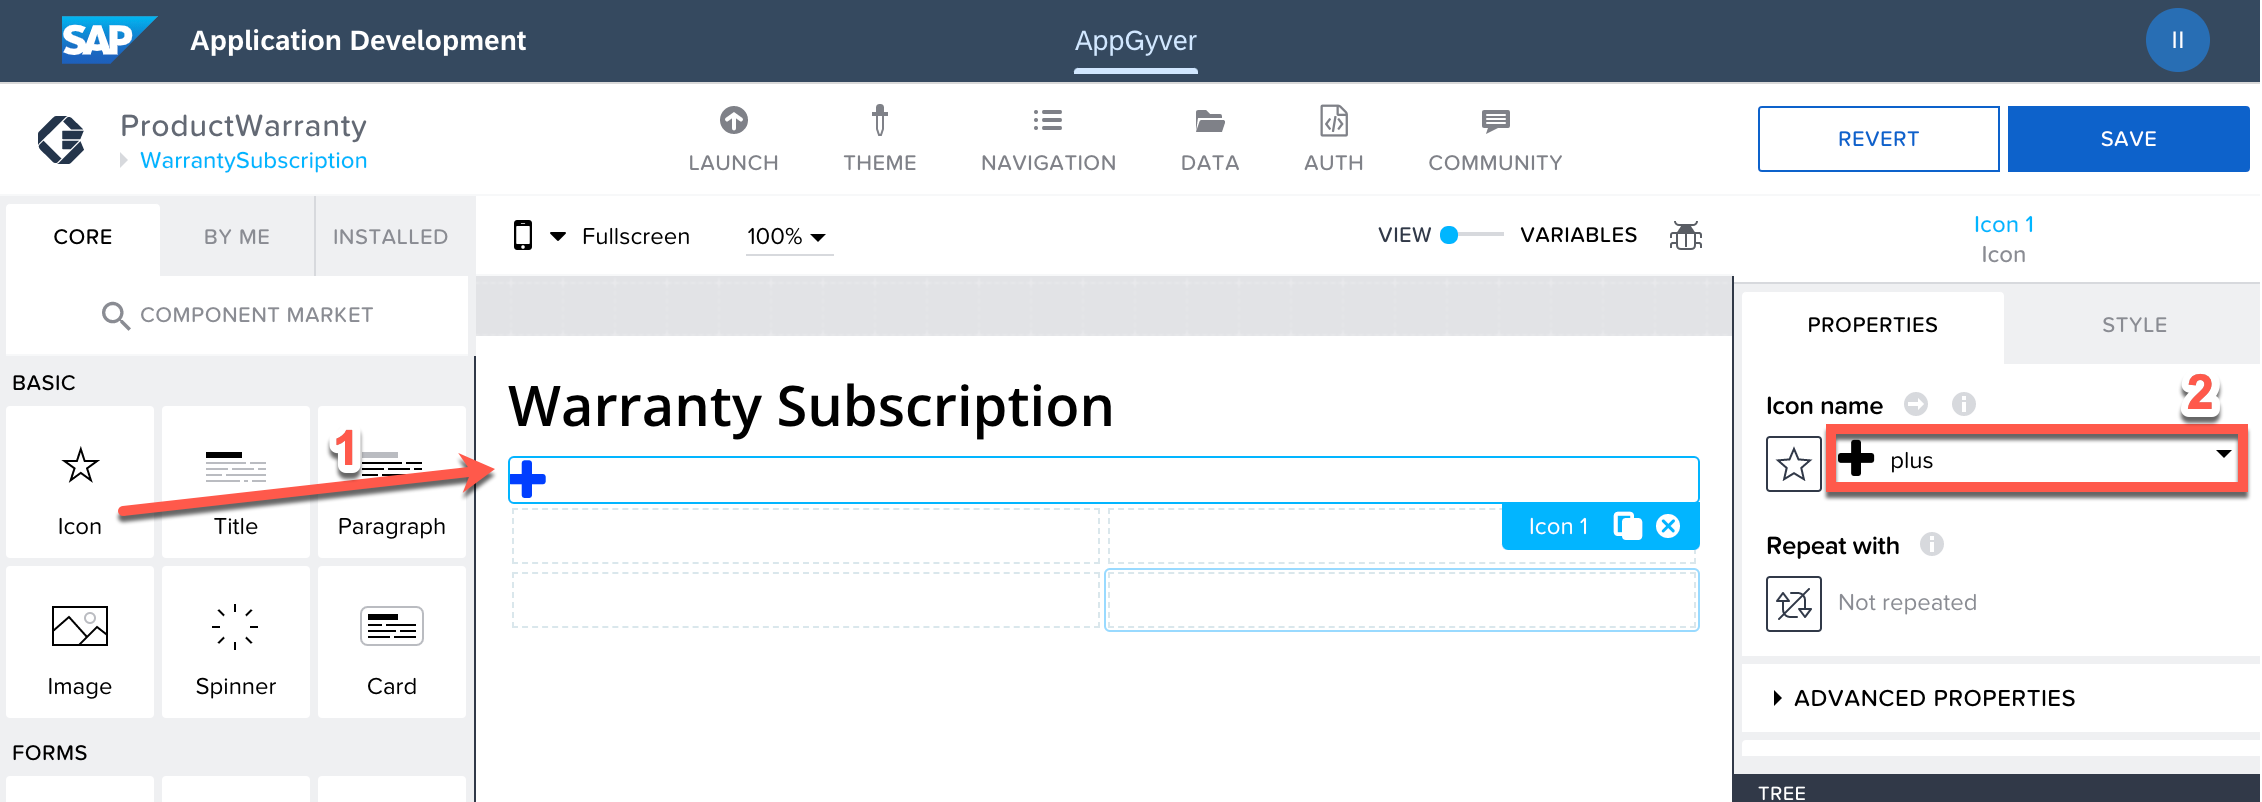 SAP Application Development AppGyver II
ProductWarranty
WarrantySubscription
LAUNCH THEME NAVIGATION DATA AUTH COMMUNITY
REVERT SAVE
CORE BY ME INSTALLED
COMPONENT MARKET
BASIC
Icon Title Paragraph
Image Spinner Card
FORMS
Fullscreen 100% VIEW VARIABLES
Warranty Subscription
1
Icon 1
Icon 1
Icon
PROPERTIES STYLE
2
Icon name
plus
Repeat with
Not repeated
ADVANCED PROPERTIES
TREE